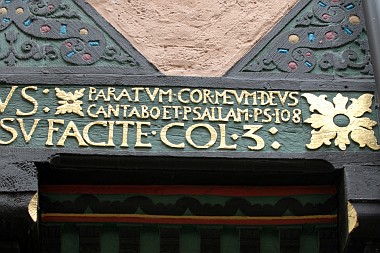 VS: PARATVM·COR·MEVM·DEVS
CANTABO·ET·PSALLAM·PS·108
SV FACITE·COL·3: